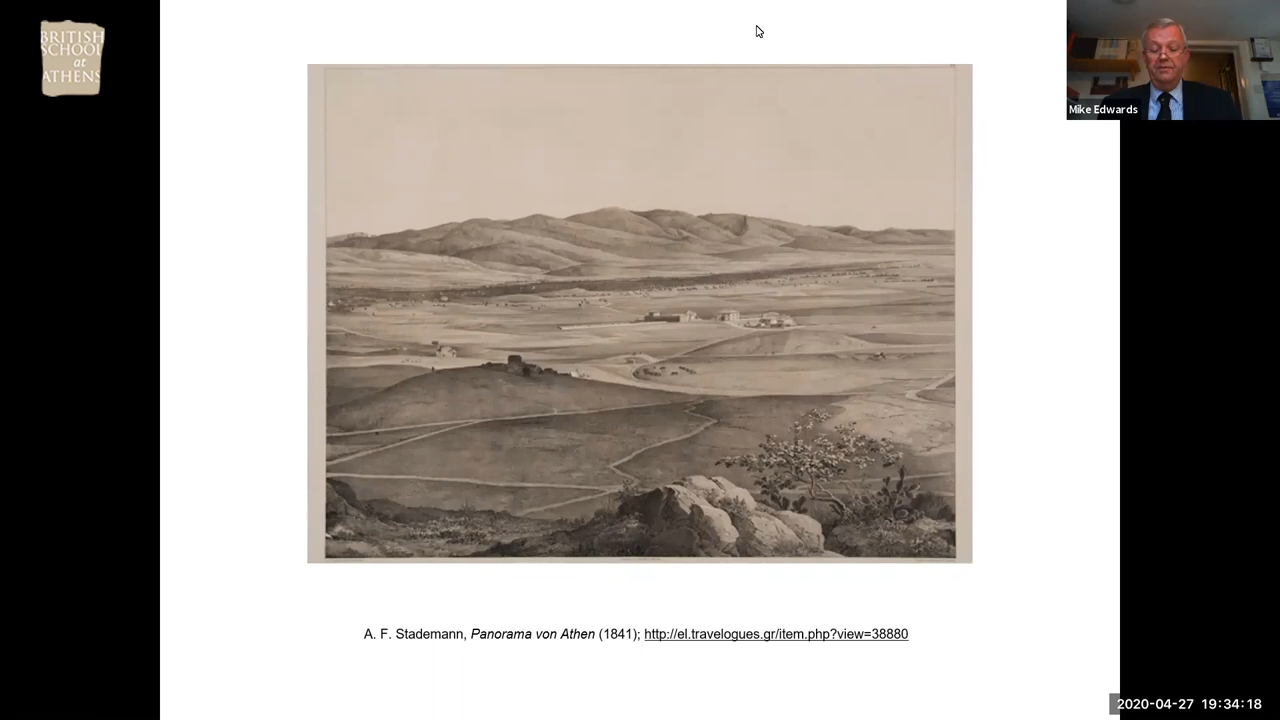 BRITISH
SCHOOL
at
ATHENS
Mike Edwards
A. F. Stademann, Panorama von Athen (1841); http://el.travelogues.gr/item.php?view=38880
2020-04-27 19:34:18